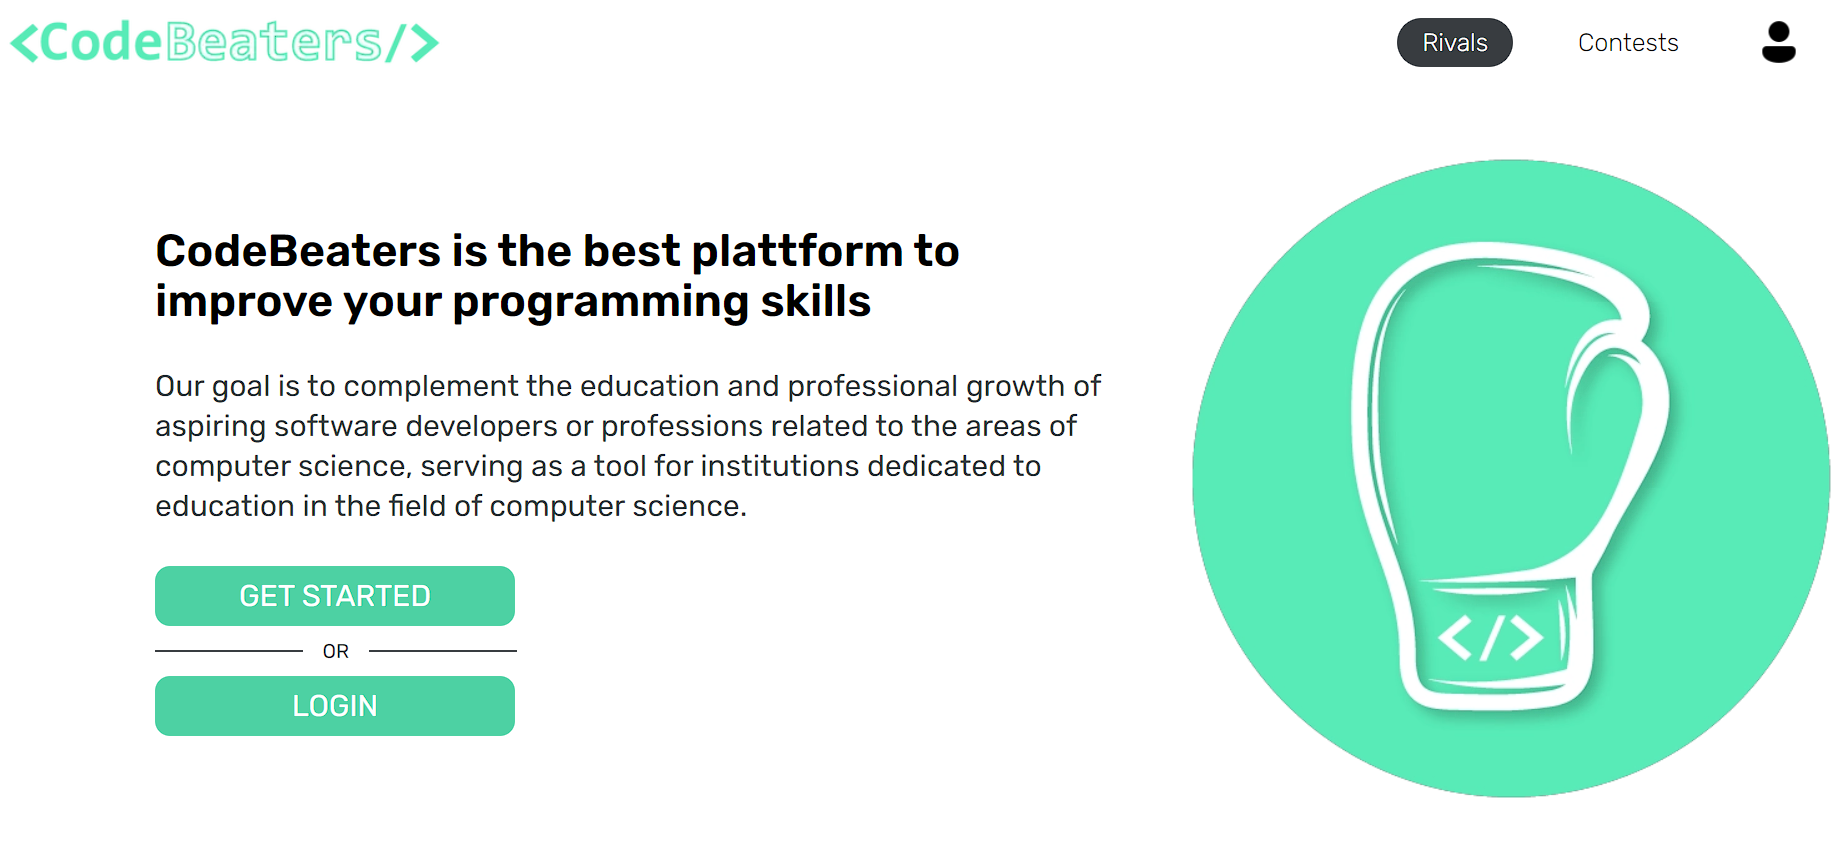 <CodeBeaters/>
Rivals
Contests
CodeBeaters is the best plattform to
improve your programming skills
Our goal is to complement the education and professional growth of
aspiring software developers or professions related to the areas of
computer science, serving as a tool for institutions dedicated to
education in the field of computer science.
GET STARTED
OR
LOGIN
</>